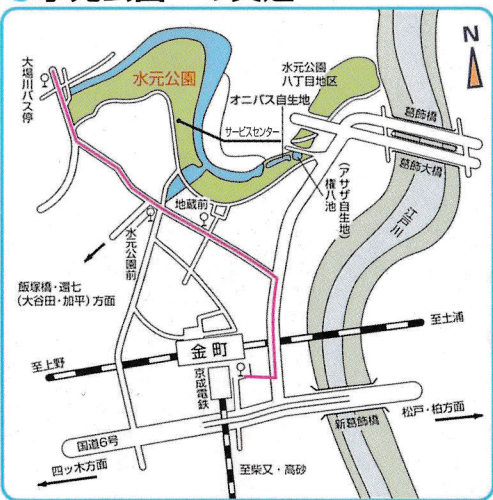 N
大場川バス停
水元公園
水元公園
八丁目地区
オニバス自生地
サービスセンター
葛飾橋
葛飾大橋
(アサザ自生地)
権八池
江戸川
地蔵前
水元公園前
飯塚橋・還七
(大谷田・加平)方面
至上野
金町
至土浦
京成電鉄
国道6号
新葛飾橋
松戸・柏方面
四ッ木方面
至柴又・高砂